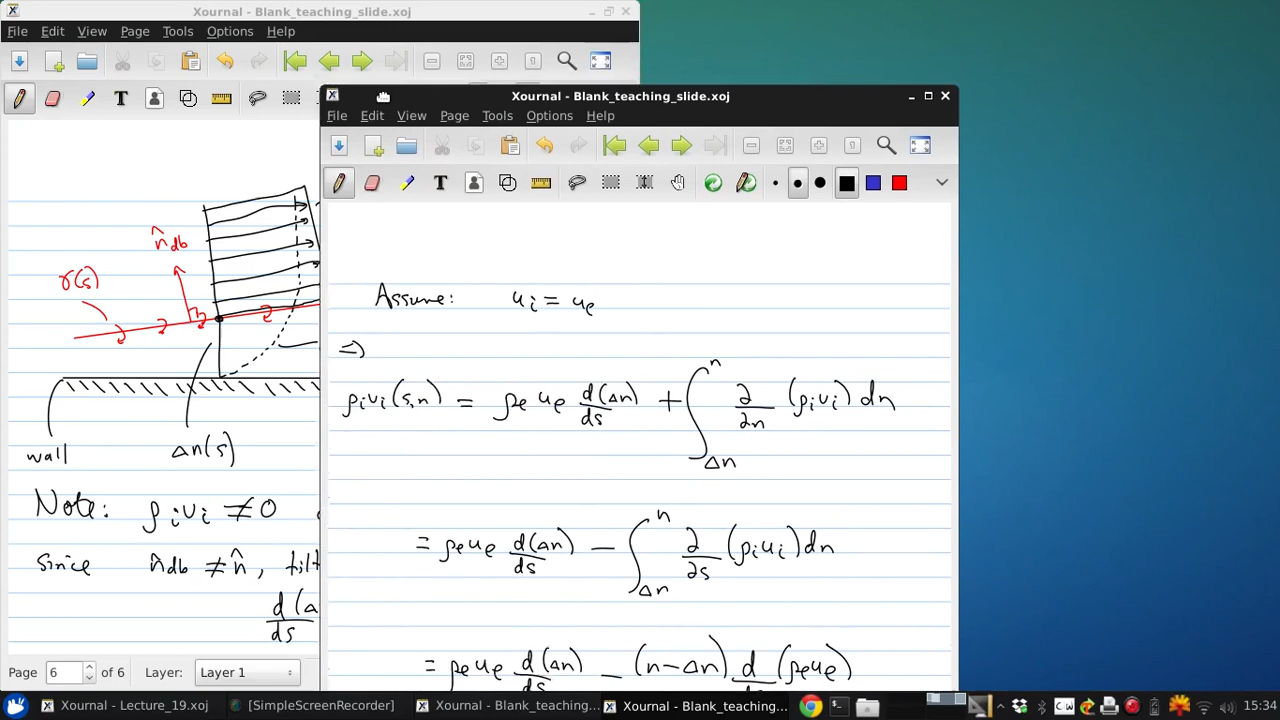 Xournal - Blank_teaching_slide.xoj
File Edit View Page Tools Options Help
n̂db
γ(s)
wall
Δn(s)
Note: ρᵢvᵢ ≠ 0
since n̂db ≠ n̂, tilt
d(Δ
ds
Page 6 of 6 Layer: Layer 1
Xournal - Blank_teaching_slide.xoj
File Edit View Page Tools Options Help
Assume: uᵢ = uₑ
⇒
ρᵢvᵢ(s,n) = ρₑuₑ d(Δn)/ds + ∫_Δn^n ∂/∂n (ρᵢvᵢ) dn
= ρₑuₑ d(Δn)/ds − ∫_Δn^n ∂/∂s (ρᵢuᵢ) dn
= ρₑuₑ d(Δn)/ds − (n−Δn) d/ds (ρₑuₑ)
Xournal - Lecture_19.xoj [SimpleScreenRecorder] Xournal - Blank_teaching... Xournal - Blank_teaching... 15:34